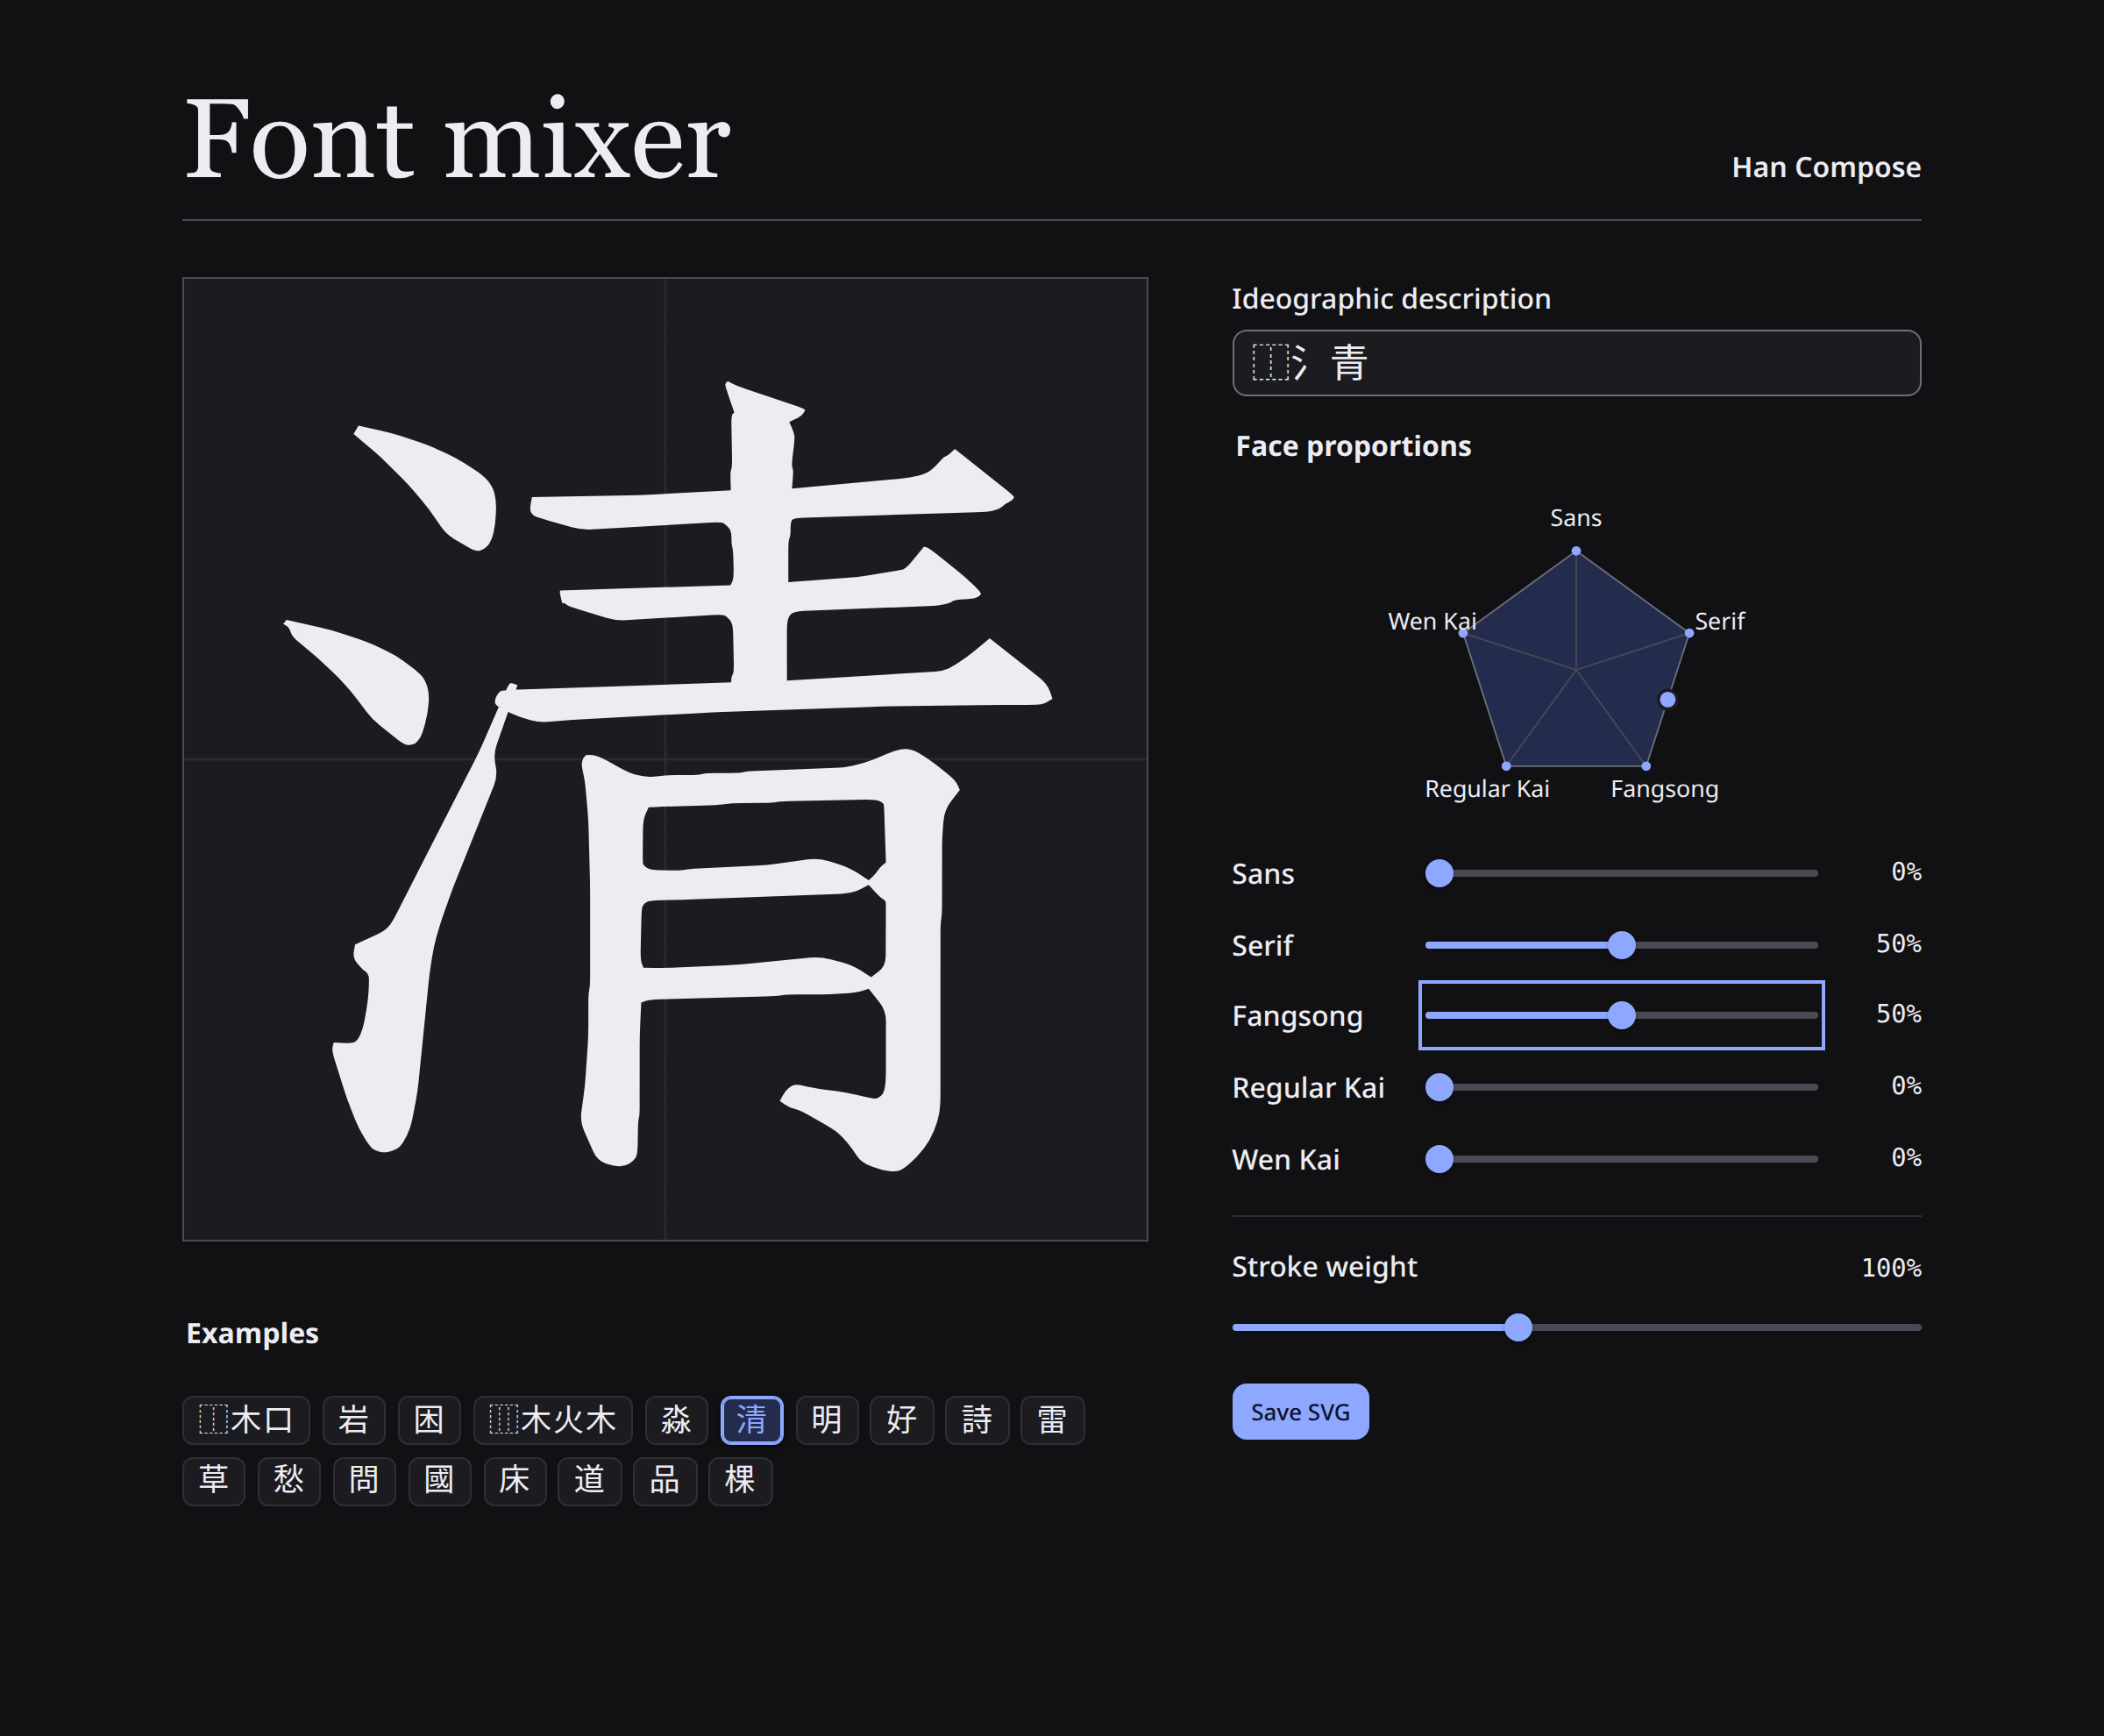 Font mixer
Han Compose
清
Ideographic description
⿰氵青
Face proportions
Sans
Wen Kai
Serif
Regular Kai
Fangsong
Sans 0%
Serif 50%
Fangsong 50%
Regular Kai 0%
Wen Kai 0%
Stroke weight 100%
Save SVG
Examples
⿰木口 岩 困 ⿲木火木 淼 清 明 好 詩 雷
草 愁 問 國 床 道 品 棵